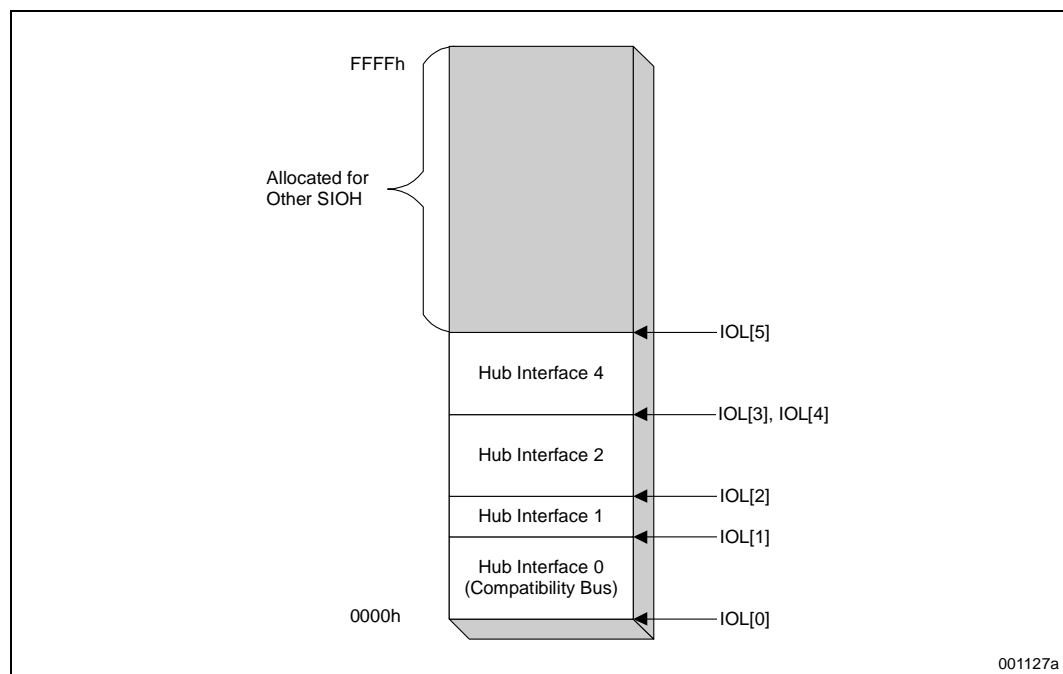 FFFFh
Allocated for
Other SIOH
IOL[5]
Hub Interface 4
IOL[3], IOL[4]
Hub Interface 2
IOL[2]
Hub Interface 1
IOL[1]
Hub Interface 0
(Compatibility Bus)
0000h
IOL[0]
001127a